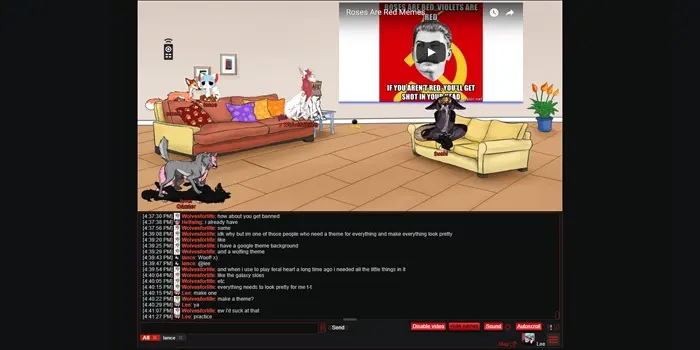 Roses Are Red Memes
ROSES ARE RED, VIOLETS ARE
RED
IF YOU AREN'T RED, YOU'LL GET
SHOT IN YOUR HEAD
Sushi
[4:37:30 PM] Wolvesforlife: how about you get banned
[4:37:38 PM] Hellsing: i already have
[4:37:56 PM] Wolvesforlife: same
[4:38:09 PM] Wolvesforlife: idk why but im one of those people who need a theme for everything and make everything look pretty
[4:39:20 PM] Wolvesforlife: like
[4:39:25 PM] Wolvesforlife: i have a google theme background
[4:39:29 PM] Wolvesforlife: and a wolfing theme
[4:39:43 PM] lance: Woof! x)
[4:39:47 PM] lance: @lee
[4:39:54 PM] Wolvesforlife: and when i use to play feral heart a long time ago i needed all the little things in it
[4:40:04 PM] Wolvesforlife: like the galaxy skies
[4:40:05 PM] Wolvesforlife: etc
[4:40:15 PM] Wolvesforlife: everything needs to look pretty for me t-t
[4:40:15 PM] Lee: make one
[4:40:22 PM] Wolvesforlife: make a theme?
[4:40:29 PM] Lee: ya
[4:41:07 PM] Wolvesforlife: ew i'd suck at that
[4:41:27 PM] Lee: practice
Send
Disable video
Sound
Autoscroll
!
All
lance
Map
Lee